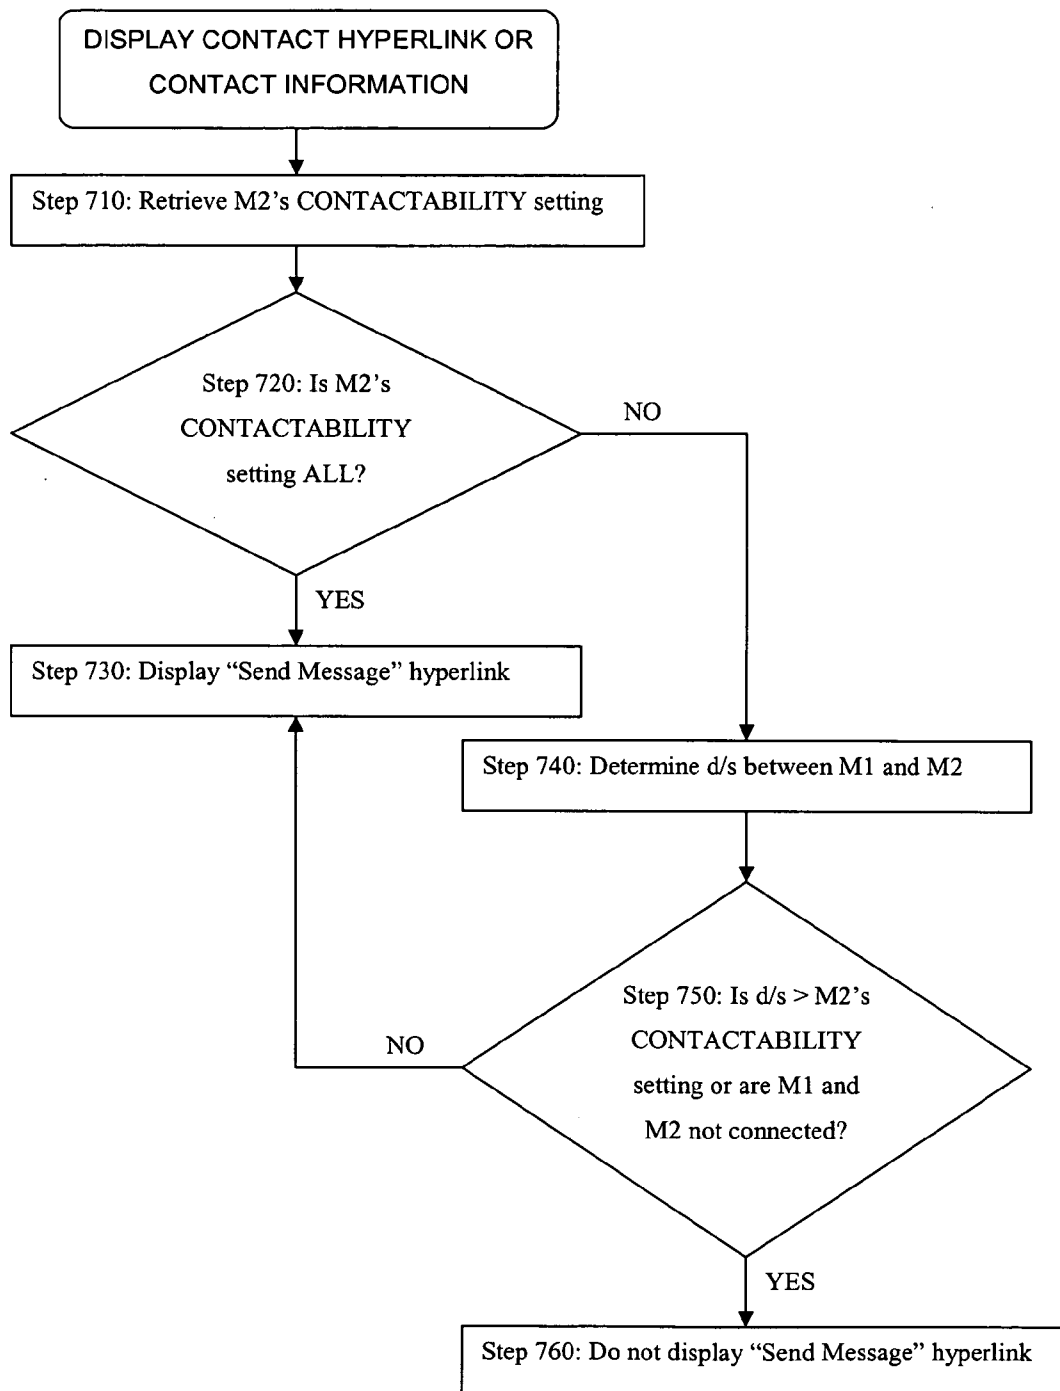 DISPLAY CONTACT HYPERLINK OR
CONTACT INFORMATION
Step 710: Retrieve M2’s CONTACTABILITY setting
Step 720: Is M2’s
CONTACTABILITY
setting ALL?
NO
YES
Step 730: Display “Send Message” hyperlink
Step 740: Determine d/s between M1 and M2
Step 750: Is d/s > M2’s
CONTACTABILITY
setting or are M1 and
M2 not connected?
NO
YES
Step 760: Do not display “Send Message” hyperlink